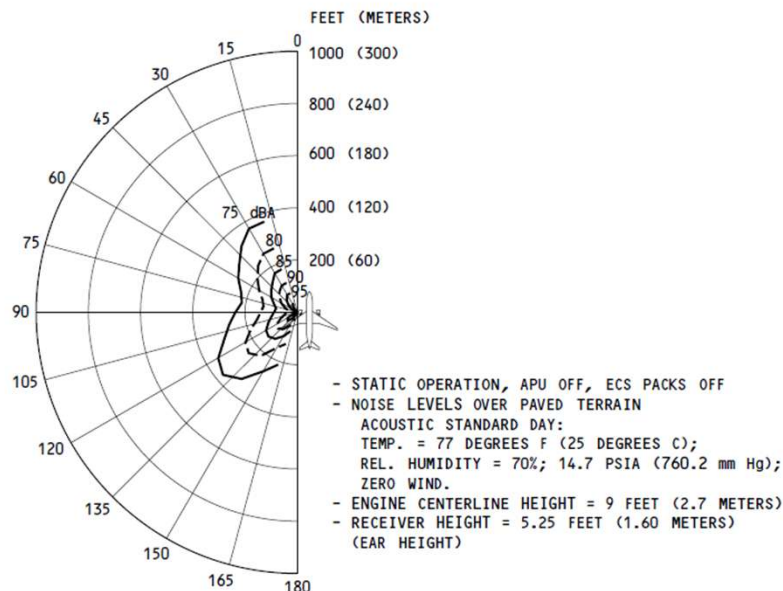 FEET (METERS)
0
1000 (300)
15
30
800 (240)
45
600 (180)
60
75 dBA
400 (120)
75
80
85
200 (60)
90
95
90
105
- STATIC OPERATION, APU OFF, ECS PACKS OFF
- NOISE LEVELS OVER PAVED TERRAIN
ACOUSTIC STANDARD DAY:
120
TEMP. = 77 DEGREES F (25 DEGREES C);
REL. HUMIDITY = 70%; 14.7 PSIA (760.2 mm Hg);
ZERO WIND.
135
- ENGINE CENTERLINE HEIGHT = 9 FEET (2.7 METERS)
- RECEIVER HEIGHT = 5.25 FEET (1.60 METERS)
(EAR HEIGHT)
150
165
180